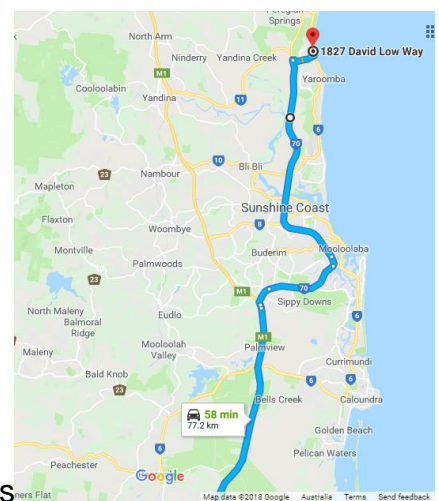 Peregian
Springs
North Arm
1827 David Low Way
Ninderry
Yandina Creek
Yaroomba
M1
Cooloolabin
Yandina
11
6
70
10
Bli Bli
23
Nambour
Mapleton
6
Sunshine Coast
Flaxton
8
Woombye
Montville
Buderim
Mooloolaba
Palmwoods
23
M1
70
Sippy Downs
North Maleny
Eudlo
6
Balmoral
Ridge
M1
Mooloolah
Valley
Palmview
Maleny
Currimundi
Bald Knob
6
6
23
Bells Creek
Caloundra
58 min
77.2 km
Golden Beach
Pelican Waters
Peachester
Google
s
ners Flat
Map data ©2018 Google Australia Terms Send feedback